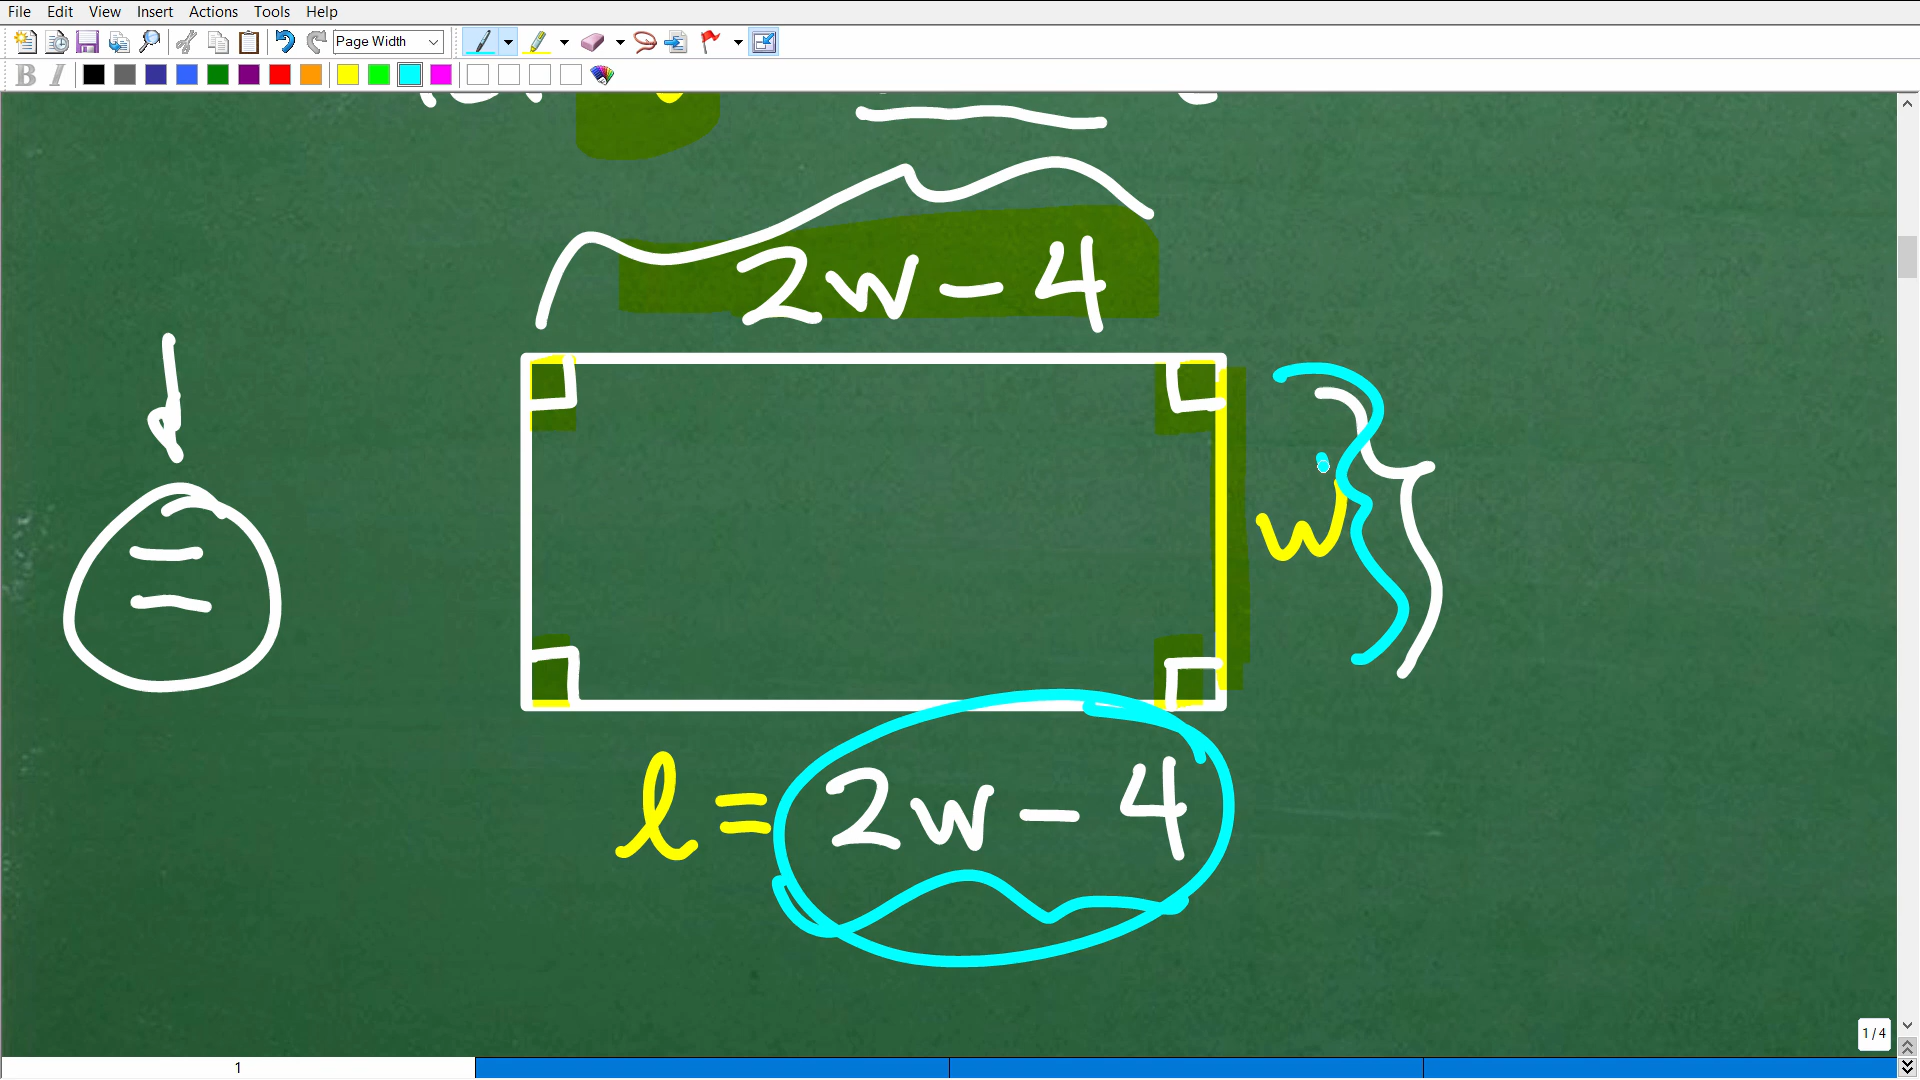 File Edit View Insert Actions Tools Help
Page Width
B I
2w - 4
w
l = 2w - 4
1 / 4
1